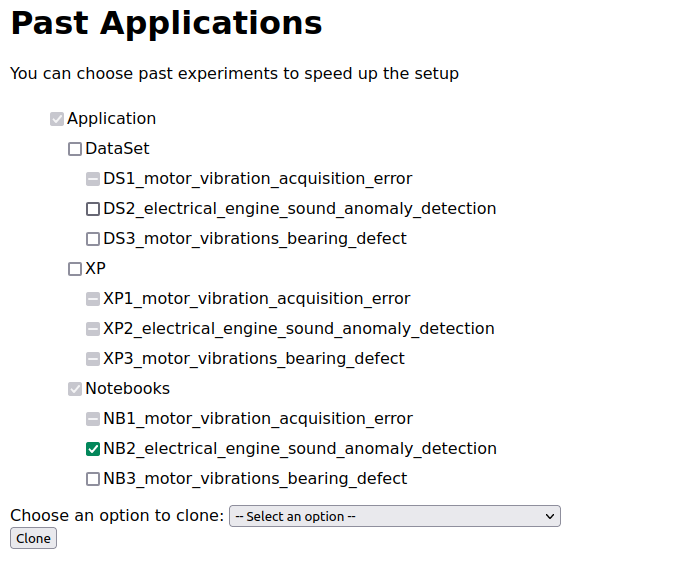 Past Applications
You can choose past experiments to speed up the setup
Application
DataSet
DS1_motor_vibration_acquisition_error
DS2_electrical_engine_sound_anomaly_detection
DS3_motor_vibrations_bearing_defect
XP
XP1_motor_vibration_acquisition_error
XP2_electrical_engine_sound_anomaly_detection
XP3_motor_vibrations_bearing_defect
Notebooks
NB1_motor_vibration_acquisition_error
NB2_electrical_engine_sound_anomaly_detection
NB3_motor_vibrations_bearing_defect
Choose an option to clone: -- Select an option --
Clone